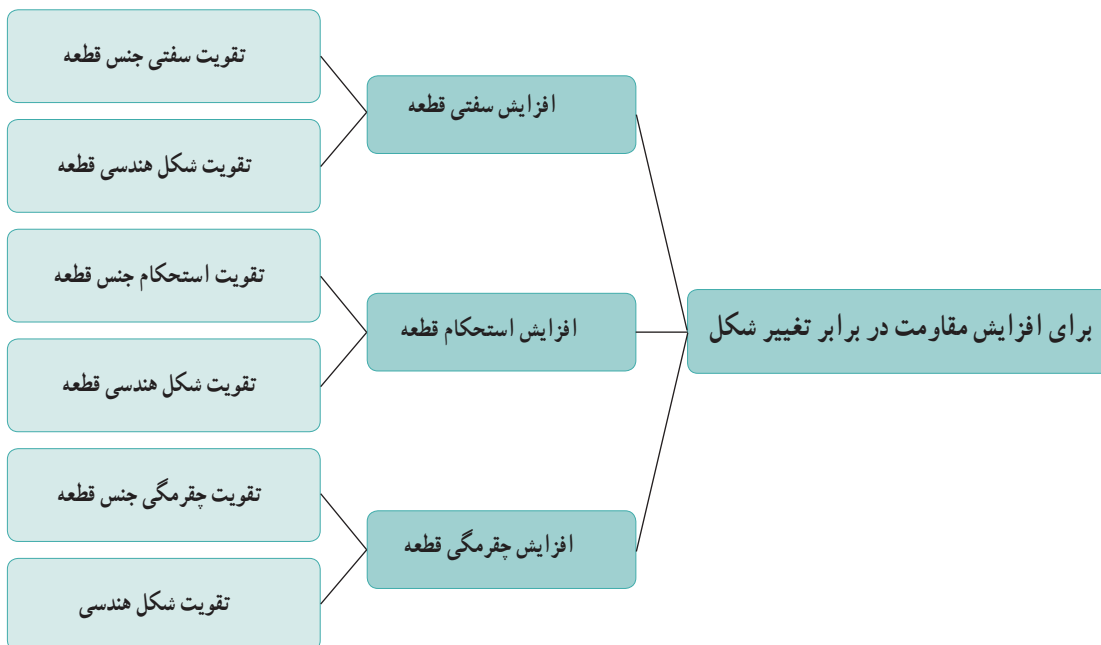 برای افزایش مقاومت در برابر تغییر شکل
افزایش سفتی قطعه
تقویت سفتی جنس قطعه
تقویت شکل هندسی قطعه
افزایش استحکام قطعه
تقویت استحکام جنس قطعه
تقویت شکل هندسی قطعه
افزایش چقرمگی قطعه
تقویت چقرمگی جنس قطعه
تقویت شکل هندسی